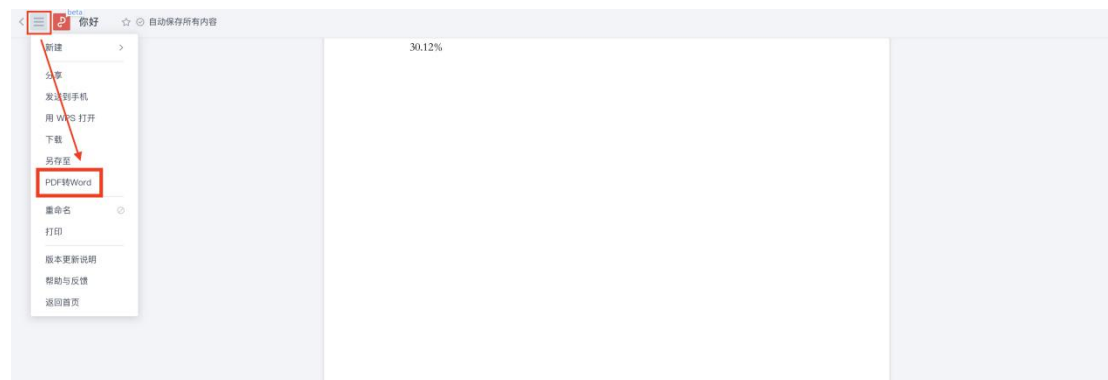 beta
你好 自动保存所有内容
新建
30.12%
分享
发送到手机
用 WPS 打开
下载
另存至
PDF转Word
重命名
打印
版本更新说明
帮助与反馈
返回首页